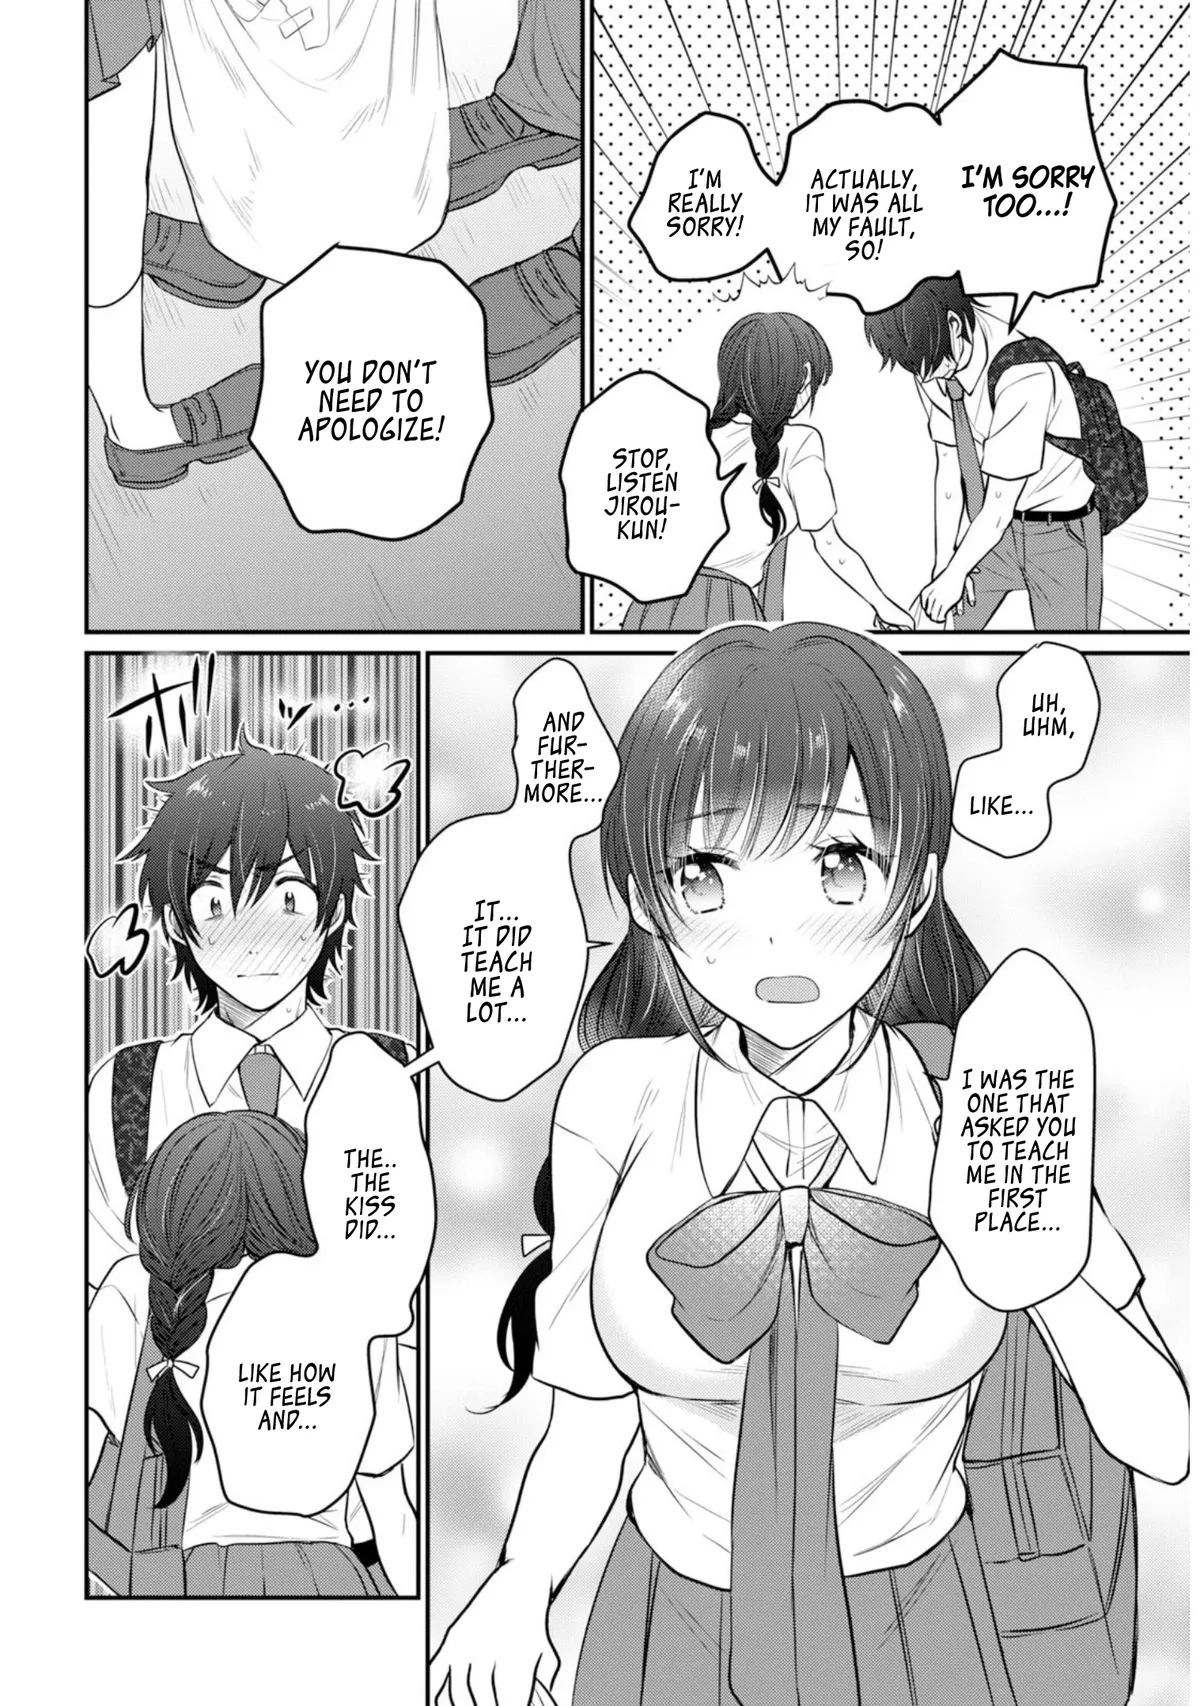 I'M SORRY
TOO...!
ACTUALLY,
IT WAS ALL
MY FAULT,
SO!
I'M
REALLY
SORRY!
STOP,
LISTEN
JIROU-
KUN!
YOU DON'T
NEED TO
APOLOGIZE!
UH,
UHM,
LIKE...
I WAS THE
ONE THAT
ASKED YOU
TO TEACH
ME IN THE
FIRST
PLACE...
AND
FUR-
THER-
MORE...
IT...
IT DID
TEACH
ME A
LOT...
THE..
THE
KISS
DID...
LIKE HOW
IT FEELS
AND...
ボッ…